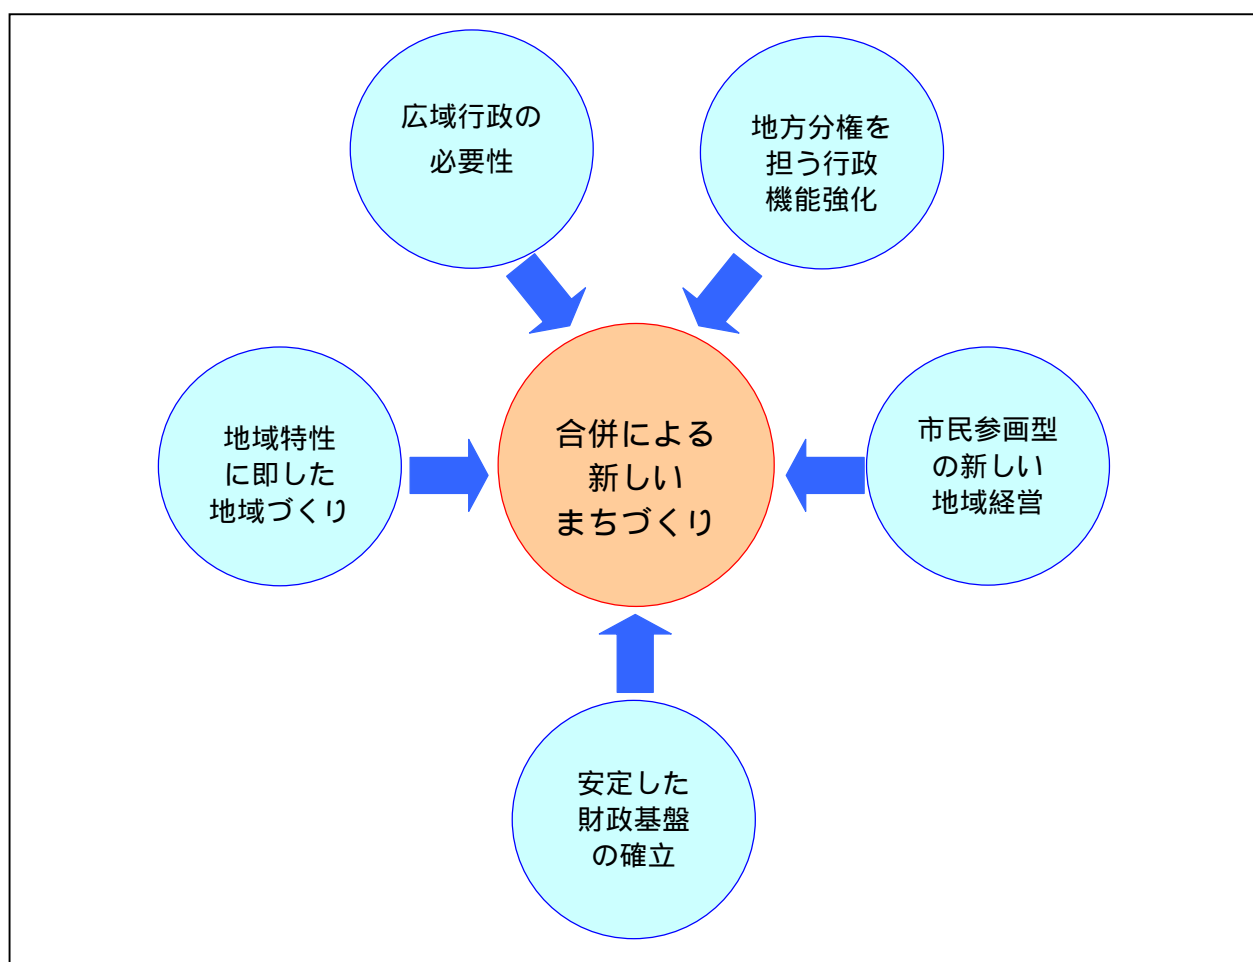 広域行政の
必要性
地方分権を
担う行政
機能強化
地域特性
に即した
地域づくり
合併による
新しい
まちづくり
市民参画型
の新しい
地域経営
安定した
財政基盤
の確立